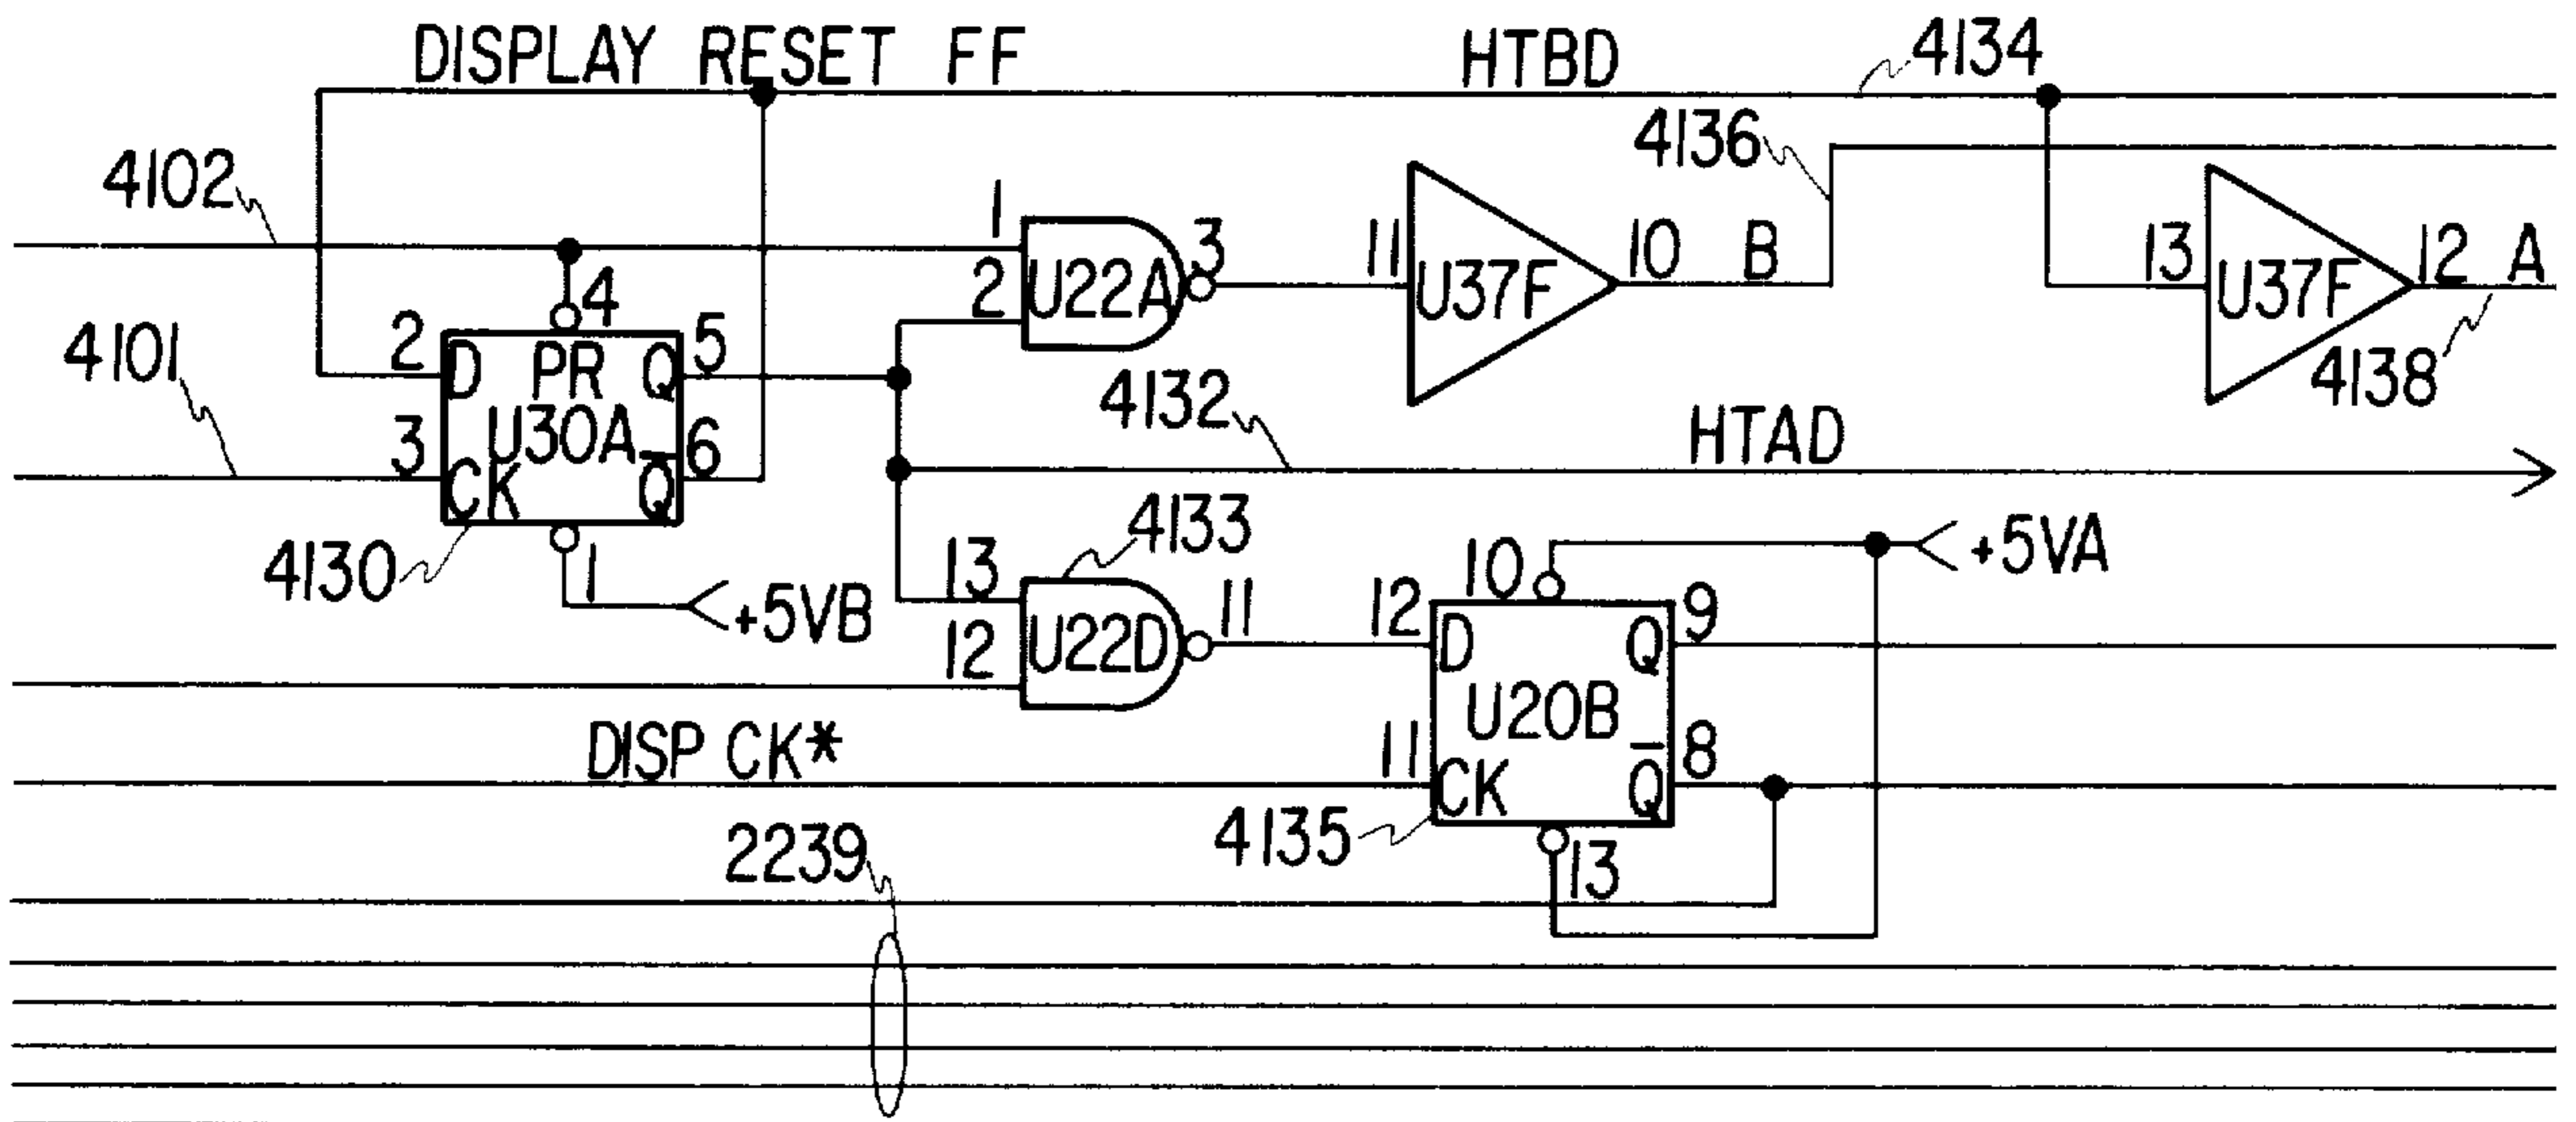 DISPLAY RESET FF
HTBD
4134
4136
4102
1
2
U22A
3
11
U37F
10 B
13
U37F
12 A
4138
4
2
D PR Q
5
4101
3
U30A
CK Q̅
6
4130
1
+5VB
4132
HTAD
4133
13
12
U22D
11
10
+5VA
12
D Q
9
U20B
11
CK Q̅
8
4135
13
DISP CK*
2239